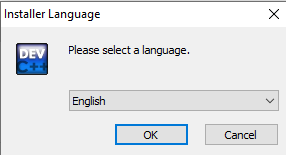 Installer Language
Please select a language.
DEV
C++
English
OK
Cancel